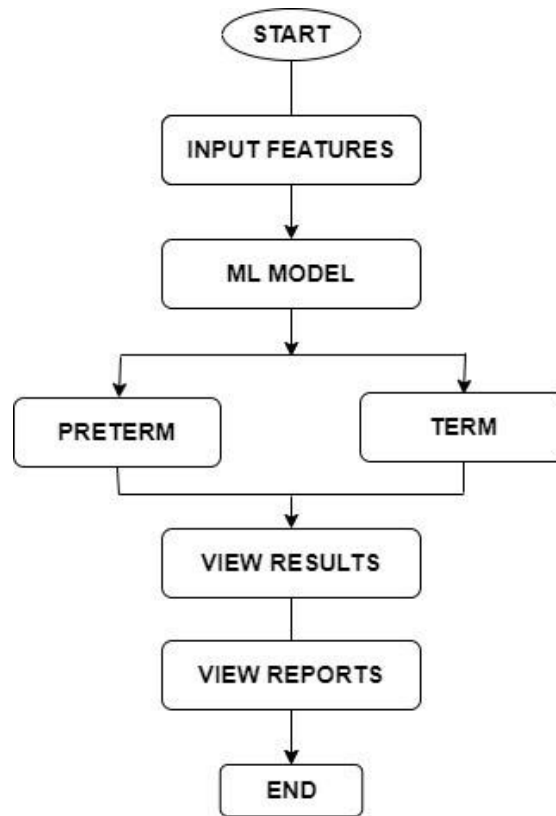 START
INPUT FEATURES
ML MODEL
PRETERM
TERM
VIEW RESULTS
VIEW REPORTS
END